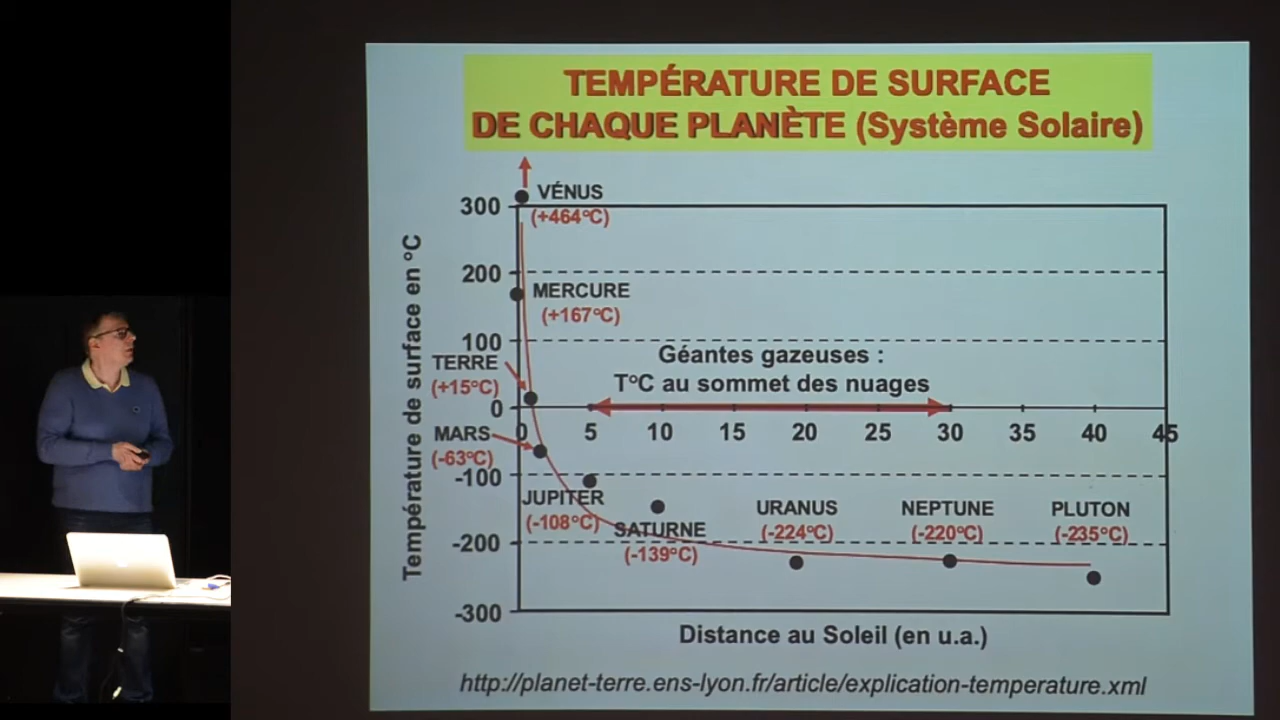 TEMPÉRATURE DE SURFACE
DE CHAQUE PLANÈTE (Système Solaire)
VÉNUS
(+464°C)
300
200
MERCURE
(+167°C)
100
TERRE
(+15°C)
Géantes gazeuses :
T°C au sommet des nuages
0
0 5 10 15 20 25 30 35 40 45
MARS
(-63°C)
-100
JUPITER
(-108°C)
SATURNE
(-139°C)
URANUS
(-224°C)
NEPTUNE
(-220°C)
PLUTON
(-235°C)
-200
-300
Température de surface en °C
Distance au Soleil (en u.a.)
http://planet-terre.ens-lyon.fr/article/explication-temperature.xml